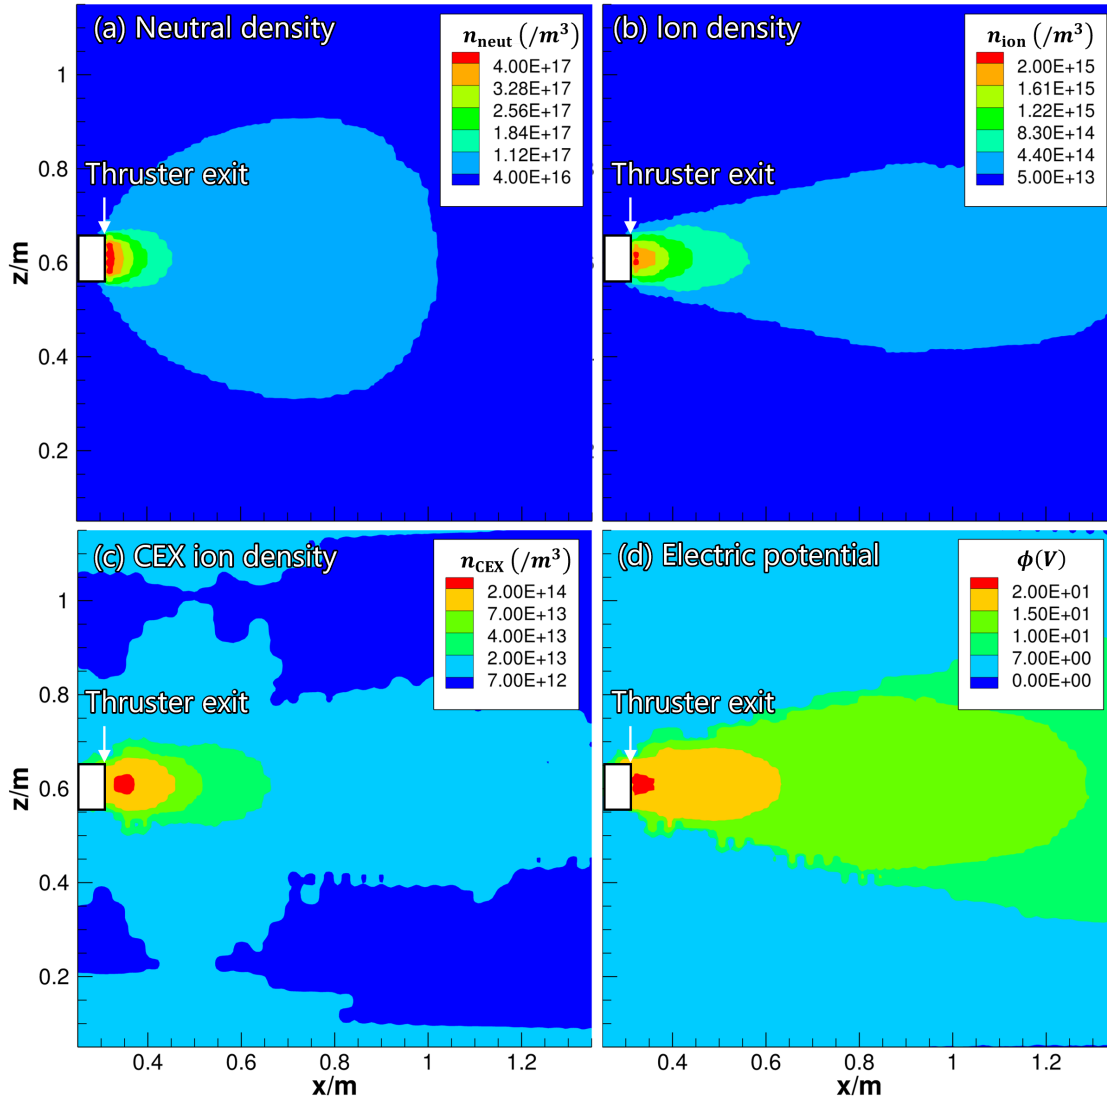 (a) Neutral density
n_neut (/m³)
4.00E+17
3.28E+17
2.56E+17
1.84E+17
1.12E+17
4.00E+16
Thruster exit
1
0.8
0.6
0.4
0.2
z/m
(b) Ion density
n_ion (/m³)
2.00E+15
1.61E+15
1.22E+15
8.30E+14
4.40E+14
5.00E+13
Thruster exit
(c) CEX ion density
n_CEX (/m³)
2.00E+14
7.00E+13
4.00E+13
2.00E+13
7.00E+12
Thruster exit
1
0.8
0.6
0.4
0.2
z/m
0.4 0.6 0.8 1 1.2
x/m
(d) Electric potential
ϕ(V)
2.00E+01
1.50E+01
1.00E+01
7.00E+00
0.00E+00
Thruster exit
0.4 0.6 0.8 1 1.2
x/m